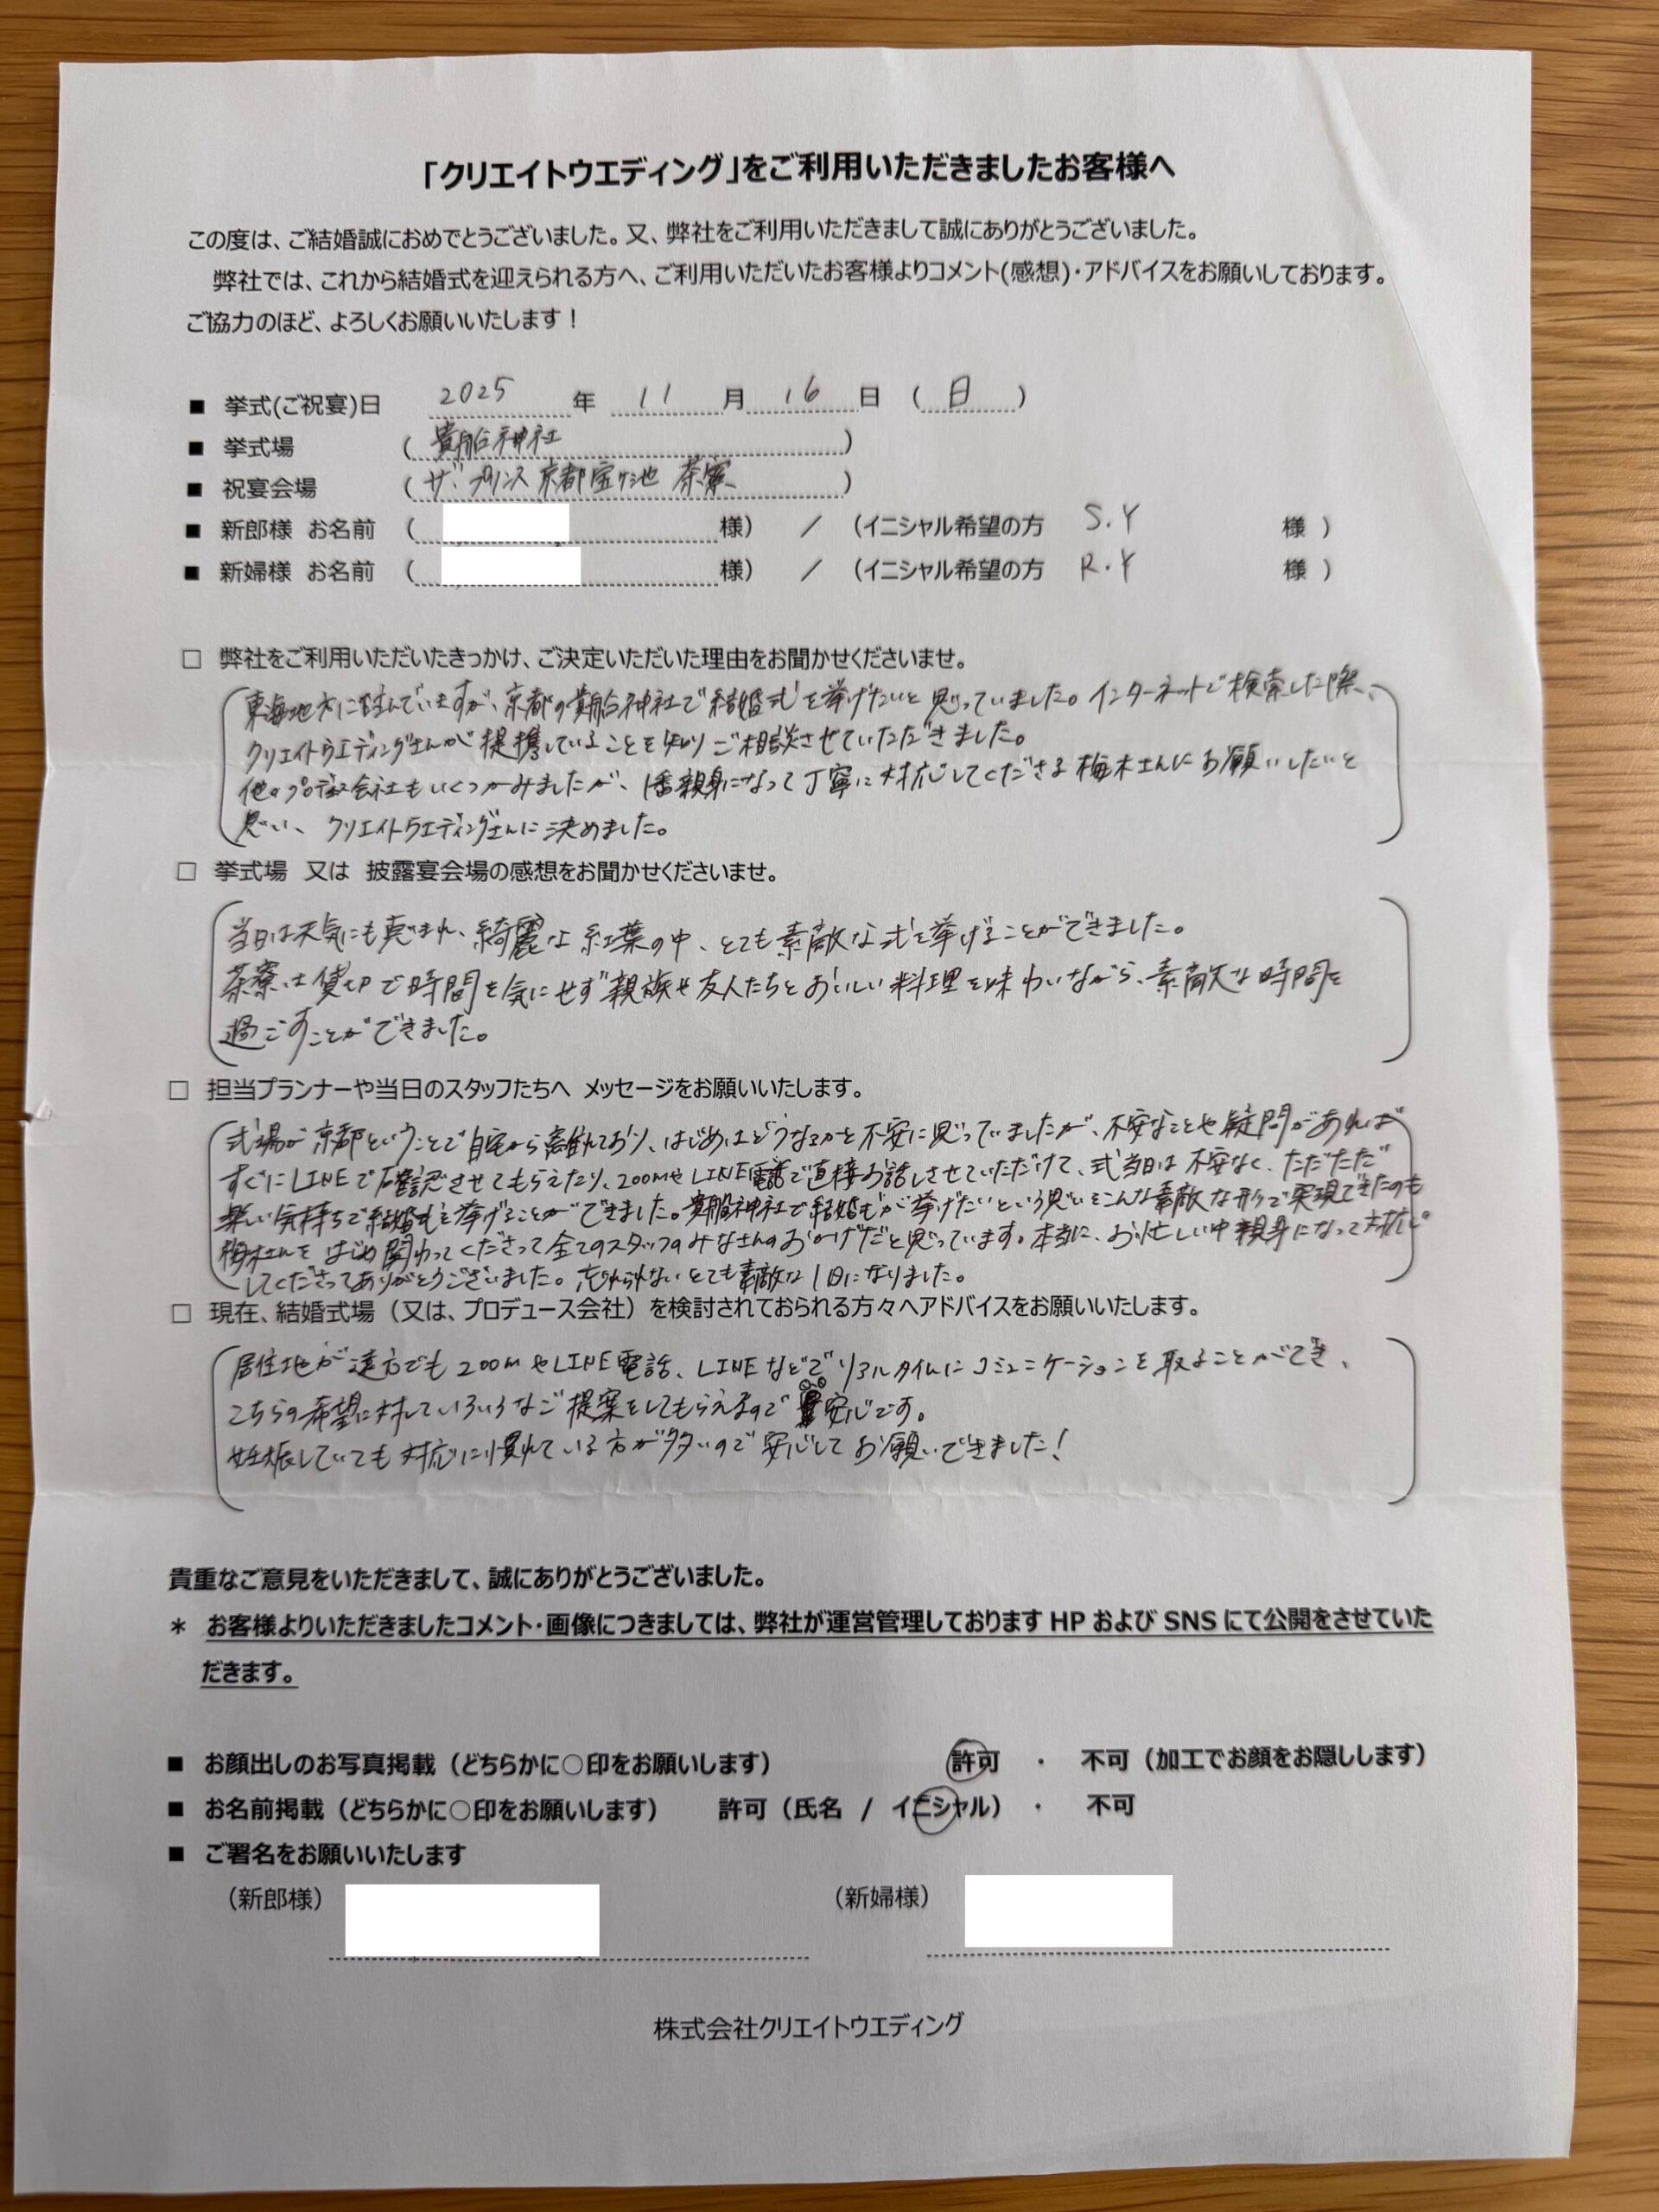 「クリエイトウエディング」をご利用いただきましたお客様へ
この度は、ご結婚誠におめでとうございました。又、弊社をご利用いただきまして誠にありがとうございました。
弊社では、これから結婚式を迎えられる方へ、ご利用いただいたお客様よりコメント(感想)・アドバイスをお願いしております。
ご協力のほど、よろしくお願いいたします！
■ 挙式(ご祝宴)日 2025 年 11 月 16 日 ( 日 )
■ 挙式場 ( 貴船神社 )
■ 祝宴会場 ( ザ・プリンス 京都宝ヶ池 茶寮 )
■ 新郎様 お名前 ( 様) / (イニシャル希望の方 S.Y 様 )
■ 新婦様 お名前 ( 様) / (イニシャル希望の方 R.Y 様 )
□ 弊社をご利用いただいたきっかけ、ご決定いただいた理由をお聞かせくださいませ。
東海地方に住んでいますが、京都の貴船神社で結婚式を挙げたいと思っていました。インターネットで検索した際、
クリエイトウエディングさんが提携していることを知りご相談させていただきました。
他のプロデュース会社もいくつかみましたが、1番親身になって丁寧に対応してくださる梅木さんにお願いしたいと
思い、クリエイトウエディングさんに決めました。
□ 挙式場 又は 披露宴会場の感想をお聞かせくださいませ。
当日は天気にも恵まれ、綺麗な紅葉の中、とても素敵な式を挙げることができました。
茶寮は貸切で時間を気にせず親族や友人たちとおいしい料理を味わいながら、素敵な時間を
過ごすことができました。
□ 担当プランナーや当日のスタッフたちへ メッセージをお願いいたします。
式場が京都ということで自宅から離れており、はじめはどうなるかと不安に思っていましたが、不安なことや疑問があれば
すぐにLINEで確認させてもらえたり、ZOOMやLINE電話で直接お話しさせていただけて、式当日は不安なく、ただただ
楽しい気持ちで結婚式を挙げることができました。貴船神社で結婚式が挙げたいという思いをこんな素敵な形で実現できたのも
梅木さんをはじめ関わってくださって全てのスタッフのみなさんのおかげだと思っています。本当に、お忙しい中親身になって対応
してくださってありがとうございました。忘れられないとても素敵な1日になりました。
□ 現在、結婚式場（又は、プロデュース会社）を検討されておられる方々へアドバイスをお願いいたします。
居住地が遠方でもZOOMやLINE電話、LINEなどでリアルタイムにコミュニケーションを取ることができ、
こちらの希望に対していろいろなご提案をしてもらえるので安心です。
妊娠していても対応に慣れている方が多いので安心してお願いできました！
貴重なご意見をいただきまして、誠にありがとうございました。
＊ お客様よりいただきましたコメント・画像につきましては、弊社が運営管理しております HP および SNS にて公開をさせていた
だきます。
■ お顔出しのお写真掲載（どちらかに○印をお願いします） 許可 ・ 不可（加工でお顔をお隠しします）
■ お名前掲載（どちらかに○印をお願いします） 許可（氏名 / イニシャル） ・ 不可
■ ご署名をお願いいたします
（新郎様） （新婦様）
株式会社クリエイトウエディング